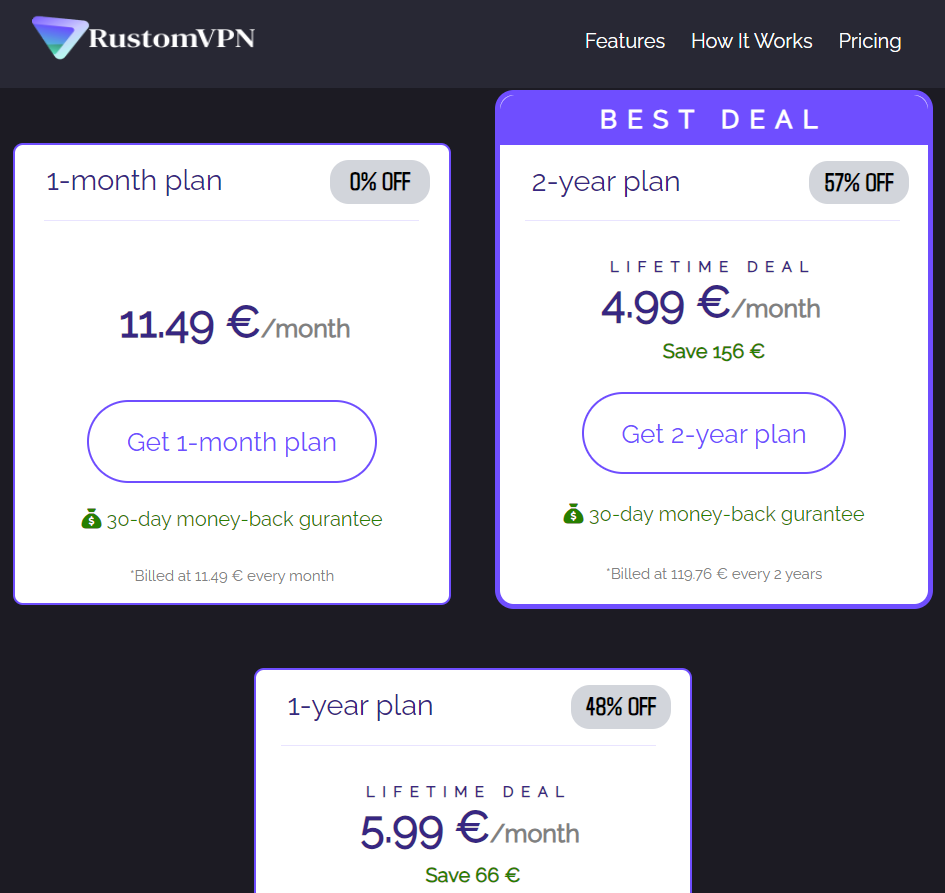 RustomVPN
Features
How It Works
Pricing
1-month plan
0% OFF
11.49 €/month
Get 1-month plan
30-day money-back gurantee
*Billed at 11.49 € every month
BEST DEAL
2-year plan
57% OFF
LIFETIME DEAL
4.99 €/month
Save 156 €
Get 2-year plan
$ 30-day money-back gurantee
*Billed at 119.76 € every 2 years
1-year plan
48% OFF
LIFETIME DEAL
5.99 €/month
Save 66 €